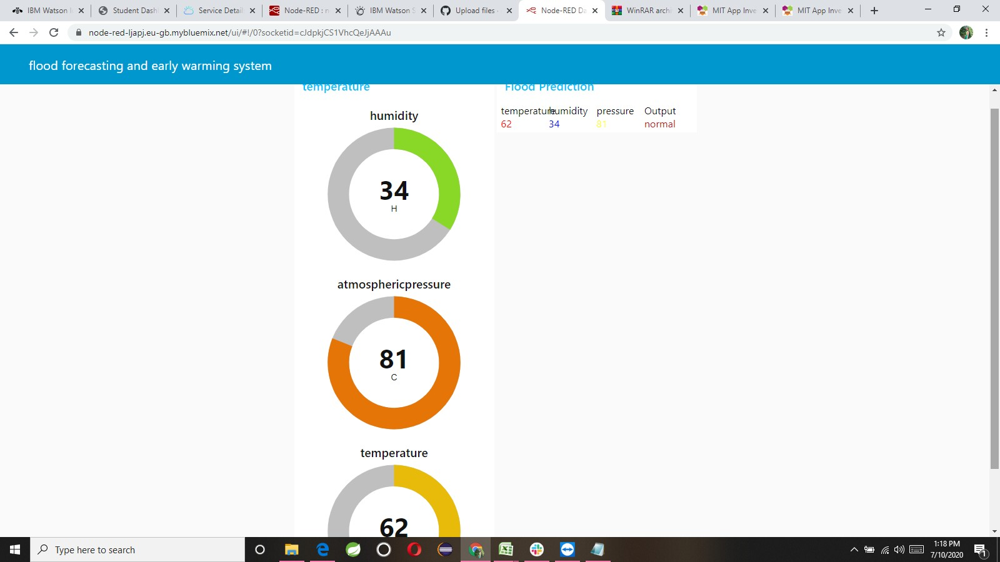 IBM Watson I
Student Dashl
Service Detail
Node-RED : n
IBM Watson S
Upload files
Node-RED Da
WinRAR archi
MIT App Inve
MIT App Inve
node-red-ljapj.eu-gb.mybluemix.net/ui/#!/0?socketid=cJdpkjCS1VhcQeJjAAAu
flood forecasting and early warming system
temperature
humidity
34
H
atmosphericpressure
81
C
temperature
62
Flood Prediction
temperature humidity pressure Output
62 34 81 normal
Type here to search
1:18 PM
7/10/2020
1